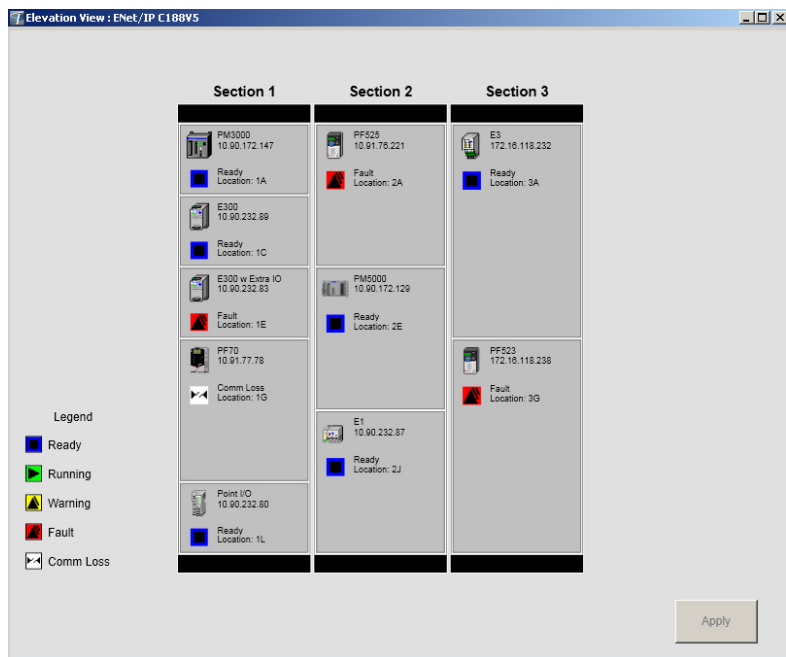 Elevation View : ENet/IP C188V5
Section 1
PM3000
10.90.172.147
Ready
Location: 1A
E300
10.90.232.89
Ready
Location: 1C
E300 w Extra IO
10.90.232.83
Fault
Location: 1E
PF70
10.91.77.78
Comm Loss
Location: 1G
Point I/O
10.90.232.80
Ready
Location: 1L
Section 2
PF525
10.91.76.221
Fault
Location: 2A
PM5000
10.90.172.129
Ready
Location: 2E
E1
10.90.232.87
Ready
Location: 2J
Section 3
E3
172.16.118.232
Ready
Location: 3A
PF523
172.16.118.238
Fault
Location: 3G
Legend
Ready
Running
Warning
Fault
Comm Loss
Apply